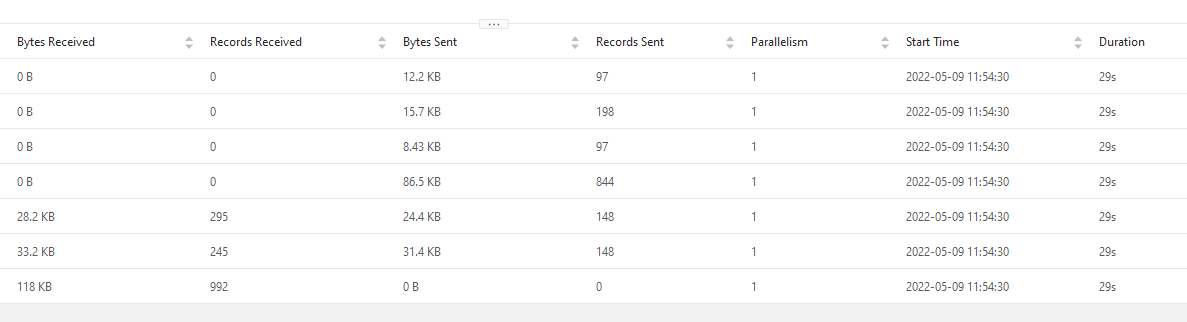 Bytes Received Records Received Bytes Sent Records Sent Parallelism Start Time Duration
0 B 0 12.2 KB 97 1 2022-05-09 11:54:30 29s
0 B 0 15.7 KB 198 1 2022-05-09 11:54:30 29s
0 B 0 8.43 KB 97 1 2022-05-09 11:54:30 29s
0 B 0 86.5 KB 844 1 2022-05-09 11:54:30 29s
28.2 KB 295 24.4 KB 148 1 2022-05-09 11:54:30 29s
33.2 KB 245 31.4 KB 148 1 2022-05-09 11:54:30 29s
118 KB 992 0 B 0 1 2022-05-09 11:54:30 29s